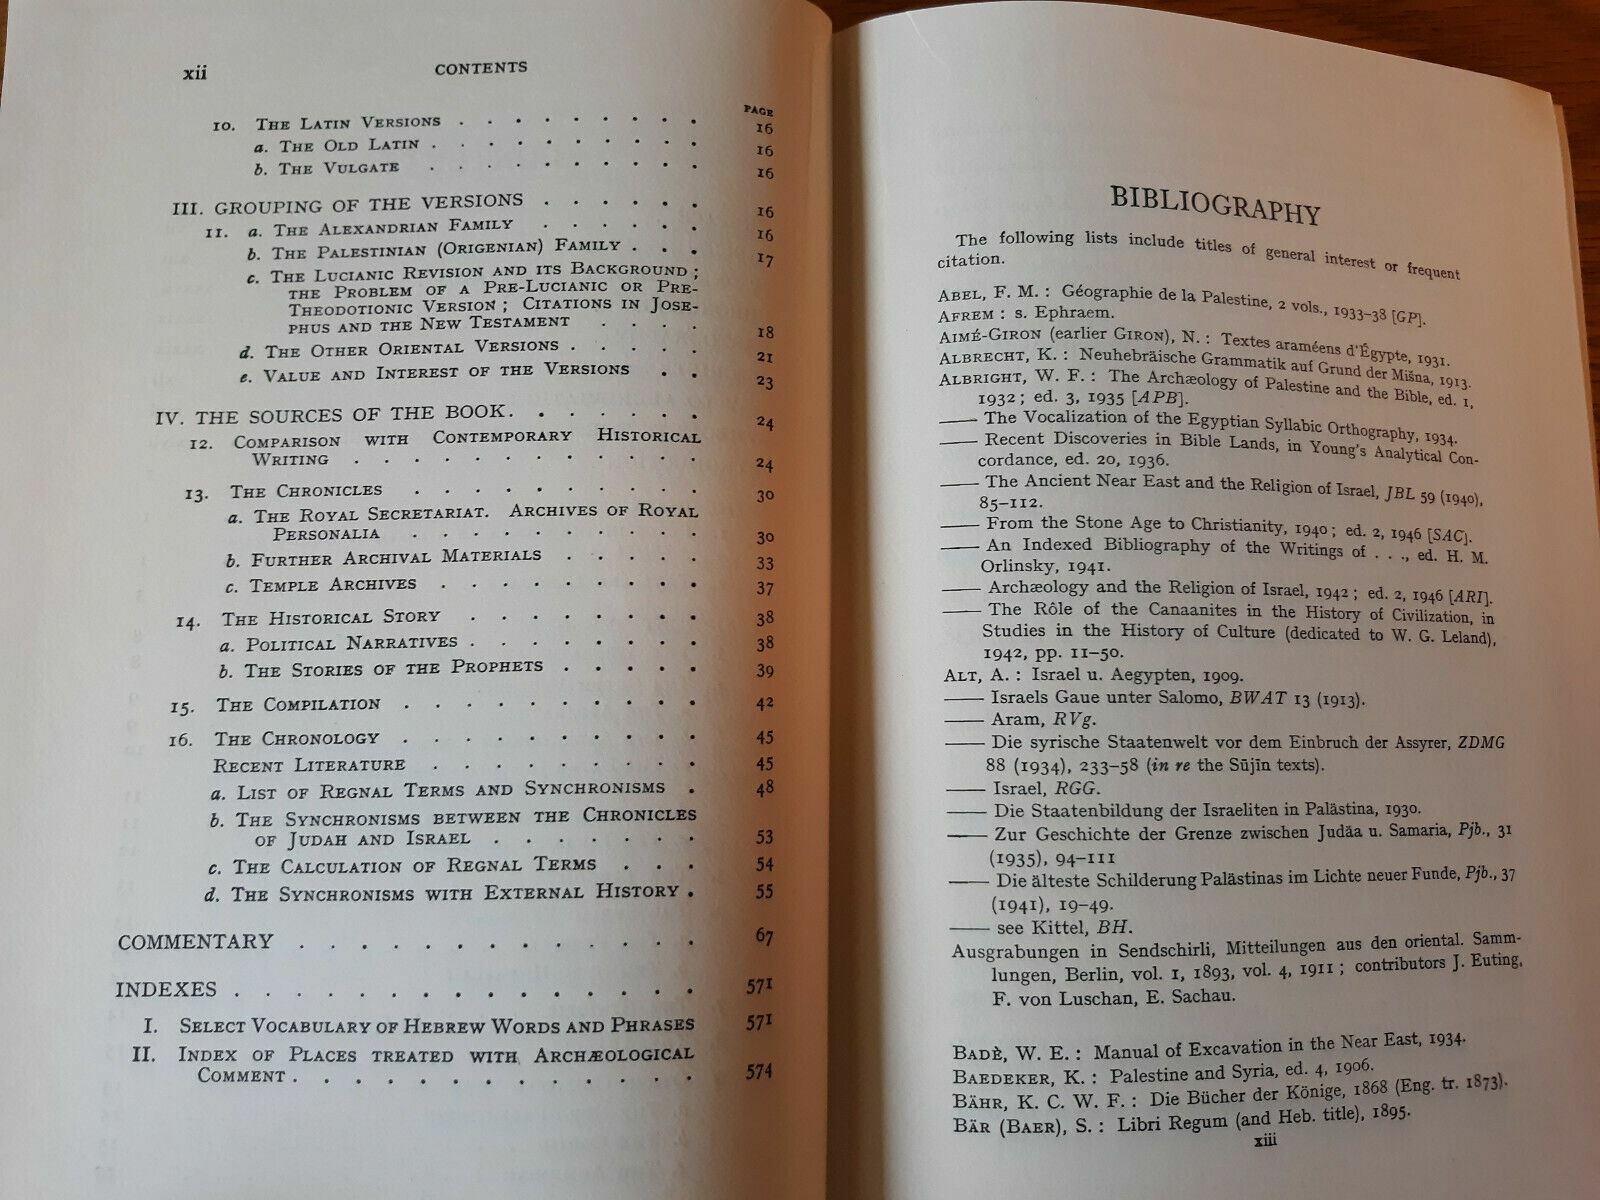 xii CONTENTS
PAGE
10. THE LATIN VERSIONS . . . . . . . . . 16
a. THE OLD LATIN . . . . . . . . . . 16
b. THE VULGATE . . . . . . . . . . 16
III. GROUPING OF THE VERSIONS . . . . . . 16
11. a. THE ALEXANDRIAN FAMILY . . . . . . 16
b. THE PALESTINIAN (ORIGENIAN) FAMILY . . . 17
c. THE LUCIANIC REVISION AND ITS BACKGROUND ;
THE PROBLEM OF A PRE-LUCIANIC OR PRE-
THEODOTIONIC VERSION ; CITATIONS IN JOSE-
PHUS AND THE NEW TESTAMENT . . . . 18
d. THE OTHER ORIENTAL VERSIONS . . . . . 21
e. VALUE AND INTEREST OF THE VERSIONS . . 23
IV. THE SOURCES OF THE BOOK . . . . . . . 24
12. COMPARISON WITH CONTEMPORARY HISTORICAL
WRITING . . . . . . . . . . . 24
13. THE CHRONICLES . . . . . . . . . . 30
a. THE ROYAL SECRETARIAT. ARCHIVES OF ROYAL
PERSONALIA . . . . . . . . . . 30
b. FURTHER ARCHIVAL MATERIALS . . . . . 33
c. TEMPLE ARCHIVES . . . . . . . . . 37
14. THE HISTORICAL STORY . . . . . . . . 38
a. POLITICAL NARRATIVES . . . . . . . . 38
b. THE STORIES OF THE PROPHETS . . . . . 39
15. THE COMPILATION . . . . . . . . . . 42
16. THE CHRONOLOGY . . . . . . . . . . 45
RECENT LITERATURE . . . . . . . . . 45
a. LIST OF REGNAL TERMS AND SYNCHRONISMS . 48
b. THE SYNCHRONISMS BETWEEN THE CHRONICLES
OF JUDAH AND ISRAEL . . . . . . . 53
c. THE CALCULATION OF REGNAL TERMS . . . 54
d. THE SYNCHRONISMS WITH EXTERNAL HISTORY . 55
COMMENTARY . . . . . . . . . . . . . 67
INDEXES . . . . . . . . . . . . . . . 571
I. SELECT VOCABULARY OF HEBREW WORDS AND PHRASES 571
II. INDEX OF PLACES TREATED WITH ARCHÆOLOGICAL
COMMENT . . . . . . . . . . . . . 574
BIBLIOGRAPHY
The following lists include titles of general interest or frequent
citation.
ABEL, F. M. : Géographie de la Palestine, 2 vols., 1933-38 [GP].
AFREM : s. Ephraem.
AIMÉ-GIRON (earlier GIRON), N. : Textes araméens d'Égypte, 1931.
ALBRECHT, K. : Neuhebräische Grammatik auf Grund der Mišna, 1913.
ALBRIGHT, W. F. : The Archæology of Palestine and the Bible, ed. 1,
1932 ; ed. 3, 1935 [APB].
—— The Vocalization of the Egyptian Syllabic Orthography, 1934.
—— Recent Discoveries in Bible Lands, in Young's Analytical Con-
cordance, ed. 20, 1936.
—— The Ancient Near East and the Religion of Israel, JBL 59 (1940),
85-112.
—— From the Stone Age to Christianity, 1940 ; ed. 2, 1946 [SAC].
—— An Indexed Bibliography of the Writings of . . ., ed. H. M.
Orlinsky, 1941.
—— Archæology and the Religion of Israel, 1942 ; ed. 2, 1946 [ARI].
—— The Rôle of the Canaanites in the History of Civilization, in
Studies in the History of Culture (dedicated to W. G. Leland),
1942, pp. 11-50.
ALT, A. : Israel u. Aegypten, 1909.
—— Israels Gaue unter Salomo, BWAT 13 (1913).
—— Aram, RVg.
—— Die syrische Staatenwelt vor dem Einbruch der Assyrer, ZDMG
88 (1934), 233-58 (in re the Sūjīn texts).
—— Israel, RGG.
—— Die Staatenbildung der Israeliten in Palästina, 1930.
—— Zur Geschichte der Grenze zwischen Judäa u. Samaria, Pjb., 31
(1935), 94-111
—— Die älteste Schilderung Palästinas im Lichte neuer Funde, Pjb., 37
(1941), 19-49.
—— see Kittel, BH.
Ausgrabungen in Sendschirli, Mitteilungen aus den oriental. Samm-
lungen, Berlin, vol. 1, 1893, vol. 4, 1911 ; contributors J. Euting,
F. von Luschan, E. Sachau.
BADÈ, W. E. : Manual of Excavation in the Near East, 1934.
BAEDEKER, K. : Palestine and Syria, ed. 4, 1906.
BÄHR, K. C. W. F. : Die Bücher der Könige, 1868 (Eng. tr. 1873).
BÄR (BAER), S. : Libri Regum (and Heb. title), 1895.
xiii